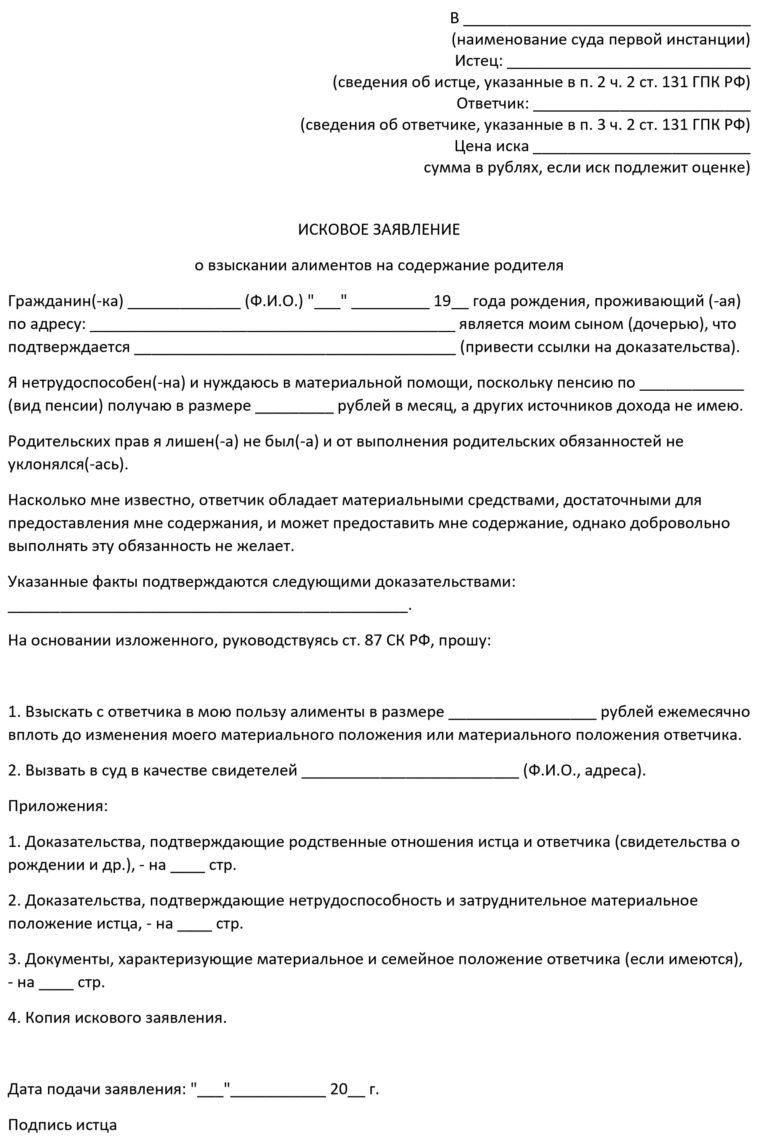 В _________________________________
(наименование суда первой инстанции)
Истец: ____________________________
(сведения об истце, указанные в п. 2 ч. 2 ст. 131 ГПК РФ)
Ответчик: _________________________
(сведения об ответчике, указанные в п. 3 ч. 2 ст. 131 ГПК РФ)
Цена иска _________________________
сумма в рублях, если иск подлежит оценке)
ИСКОВОЕ ЗАЯВЛЕНИЕ
о взыскании алиментов на содержание родителя
Гражданин(-ка) _____________ (Ф.И.О.) "___" _________ 19__ года рождения, проживающий (-ая)
по адресу: __________________________________________ является моим сыном (дочерью), что
подтверждается _____________________________________ (привести ссылки на доказательства).
Я нетрудоспособен(-на) и нуждаюсь в материальной помощи, поскольку пенсию по ____________
(вид пенсии) получаю в размере _________ рублей в месяц, а других источников дохода не имею.
Родительских прав я лишен(-а) не был(-а) и от выполнения родительских обязанностей не
уклонялся(-ась).
Насколько мне известно, ответчик обладает материальными средствами, достаточными для
предоставления мне содержания, и может предоставить мне содержание, однако добровольно
выполнять эту обязанность не желает.
Указанные факты подтверждаются следующими доказательствами:
______________________________________________.
На основании изложенного, руководствуясь ст. 87 СК РФ, прошу:
1. Взыскать с ответчика в мою пользу алименты в размере _________________ рублей ежемесячно
вплоть до изменения моего материального положения или материального положения ответчика.
2. Вызвать в суд в качестве свидетелей _________________________ (Ф.И.О., адреса).
Приложения:
1. Доказательства, подтверждающие родственные отношения истца и ответчика (свидетельства о
рождении и др.), - на ____ стр.
2. Доказательства, подтверждающие нетрудоспособность и затруднительное материальное
положение истца, - на ____ стр.
3. Документы, характеризующие материальное и семейное положение ответчика (если имеются),
- на ____ стр.
4. Копия искового заявления.
Дата подачи заявления: "___"___________ 20__ г.
Подпись истца